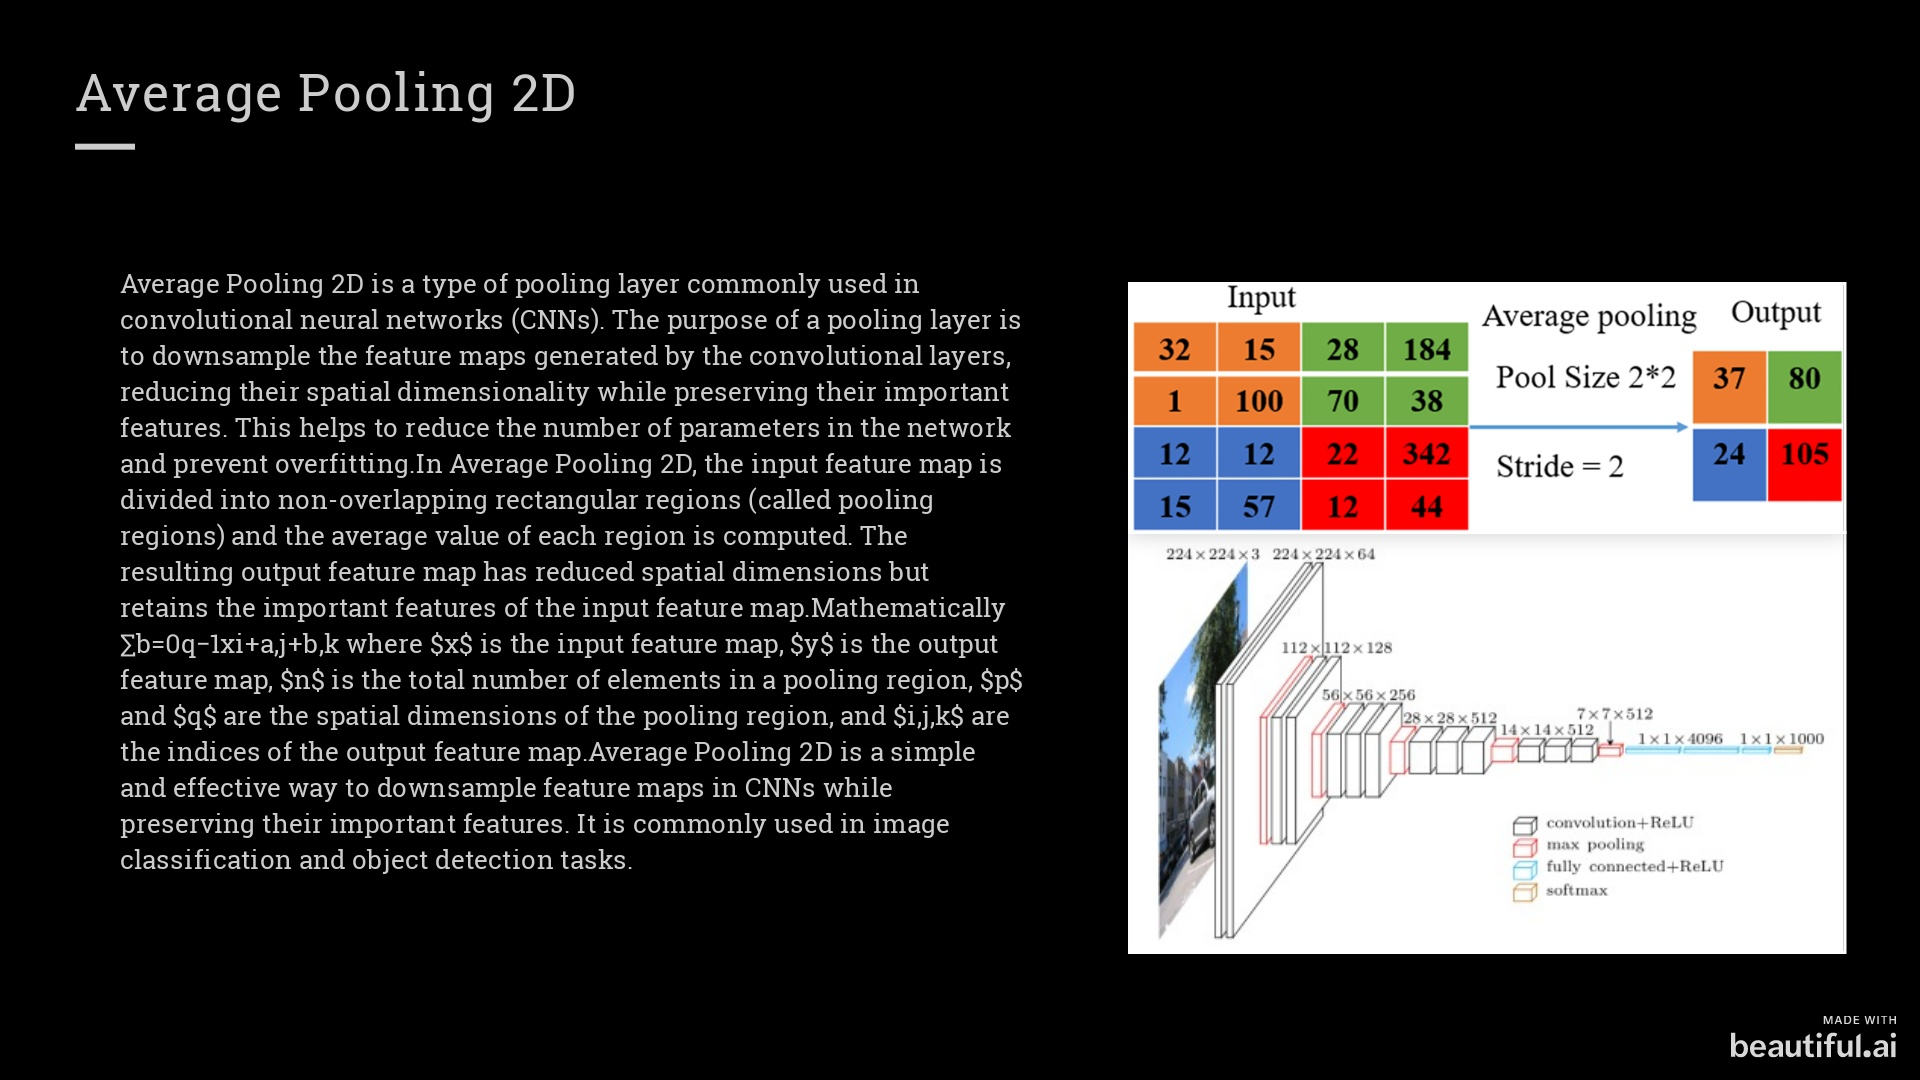 Average Pooling 2D
Average Pooling 2D is a type of pooling layer commonly used in
convolutional neural networks (CNNs). The purpose of a pooling layer is
to downsample the feature maps generated by the convolutional layers,
reducing their spatial dimensionality while preserving their important
features. This helps to reduce the number of parameters in the network
and prevent overfitting.In Average Pooling 2D, the input feature map is
divided into non-overlapping rectangular regions (called pooling
regions) and the average value of each region is computed. The
resulting output feature map has reduced spatial dimensions but
retains the important features of the input feature map.Mathematically
∑b=0q−1xi+a,j+b,k where $x$ is the input feature map, $y$ is the output
feature map, $n$ is the total number of elements in a pooling region, $p$
and $q$ are the spatial dimensions of the pooling region, and $i,j,k$ are
the indices of the output feature map.Average Pooling 2D is a simple
and effective way to downsample feature maps in CNNs while
preserving their important features. It is commonly used in image
classification and object detection tasks.
Input
32 15 28 184
1 100 70 38
12 12 22 342
15 57 12 44
Average pooling
Pool Size 2*2
Stride = 2
Output
37 80
24 105
224×224×3 224×224×64
112×112×128
56×56×256
28×28×512
14×14×512
7×7×512
1×1×4096 1×1×1000
convolution+ReLU
max pooling
fully connected+ReLU
softmax
MADE WITH
beautiful.ai